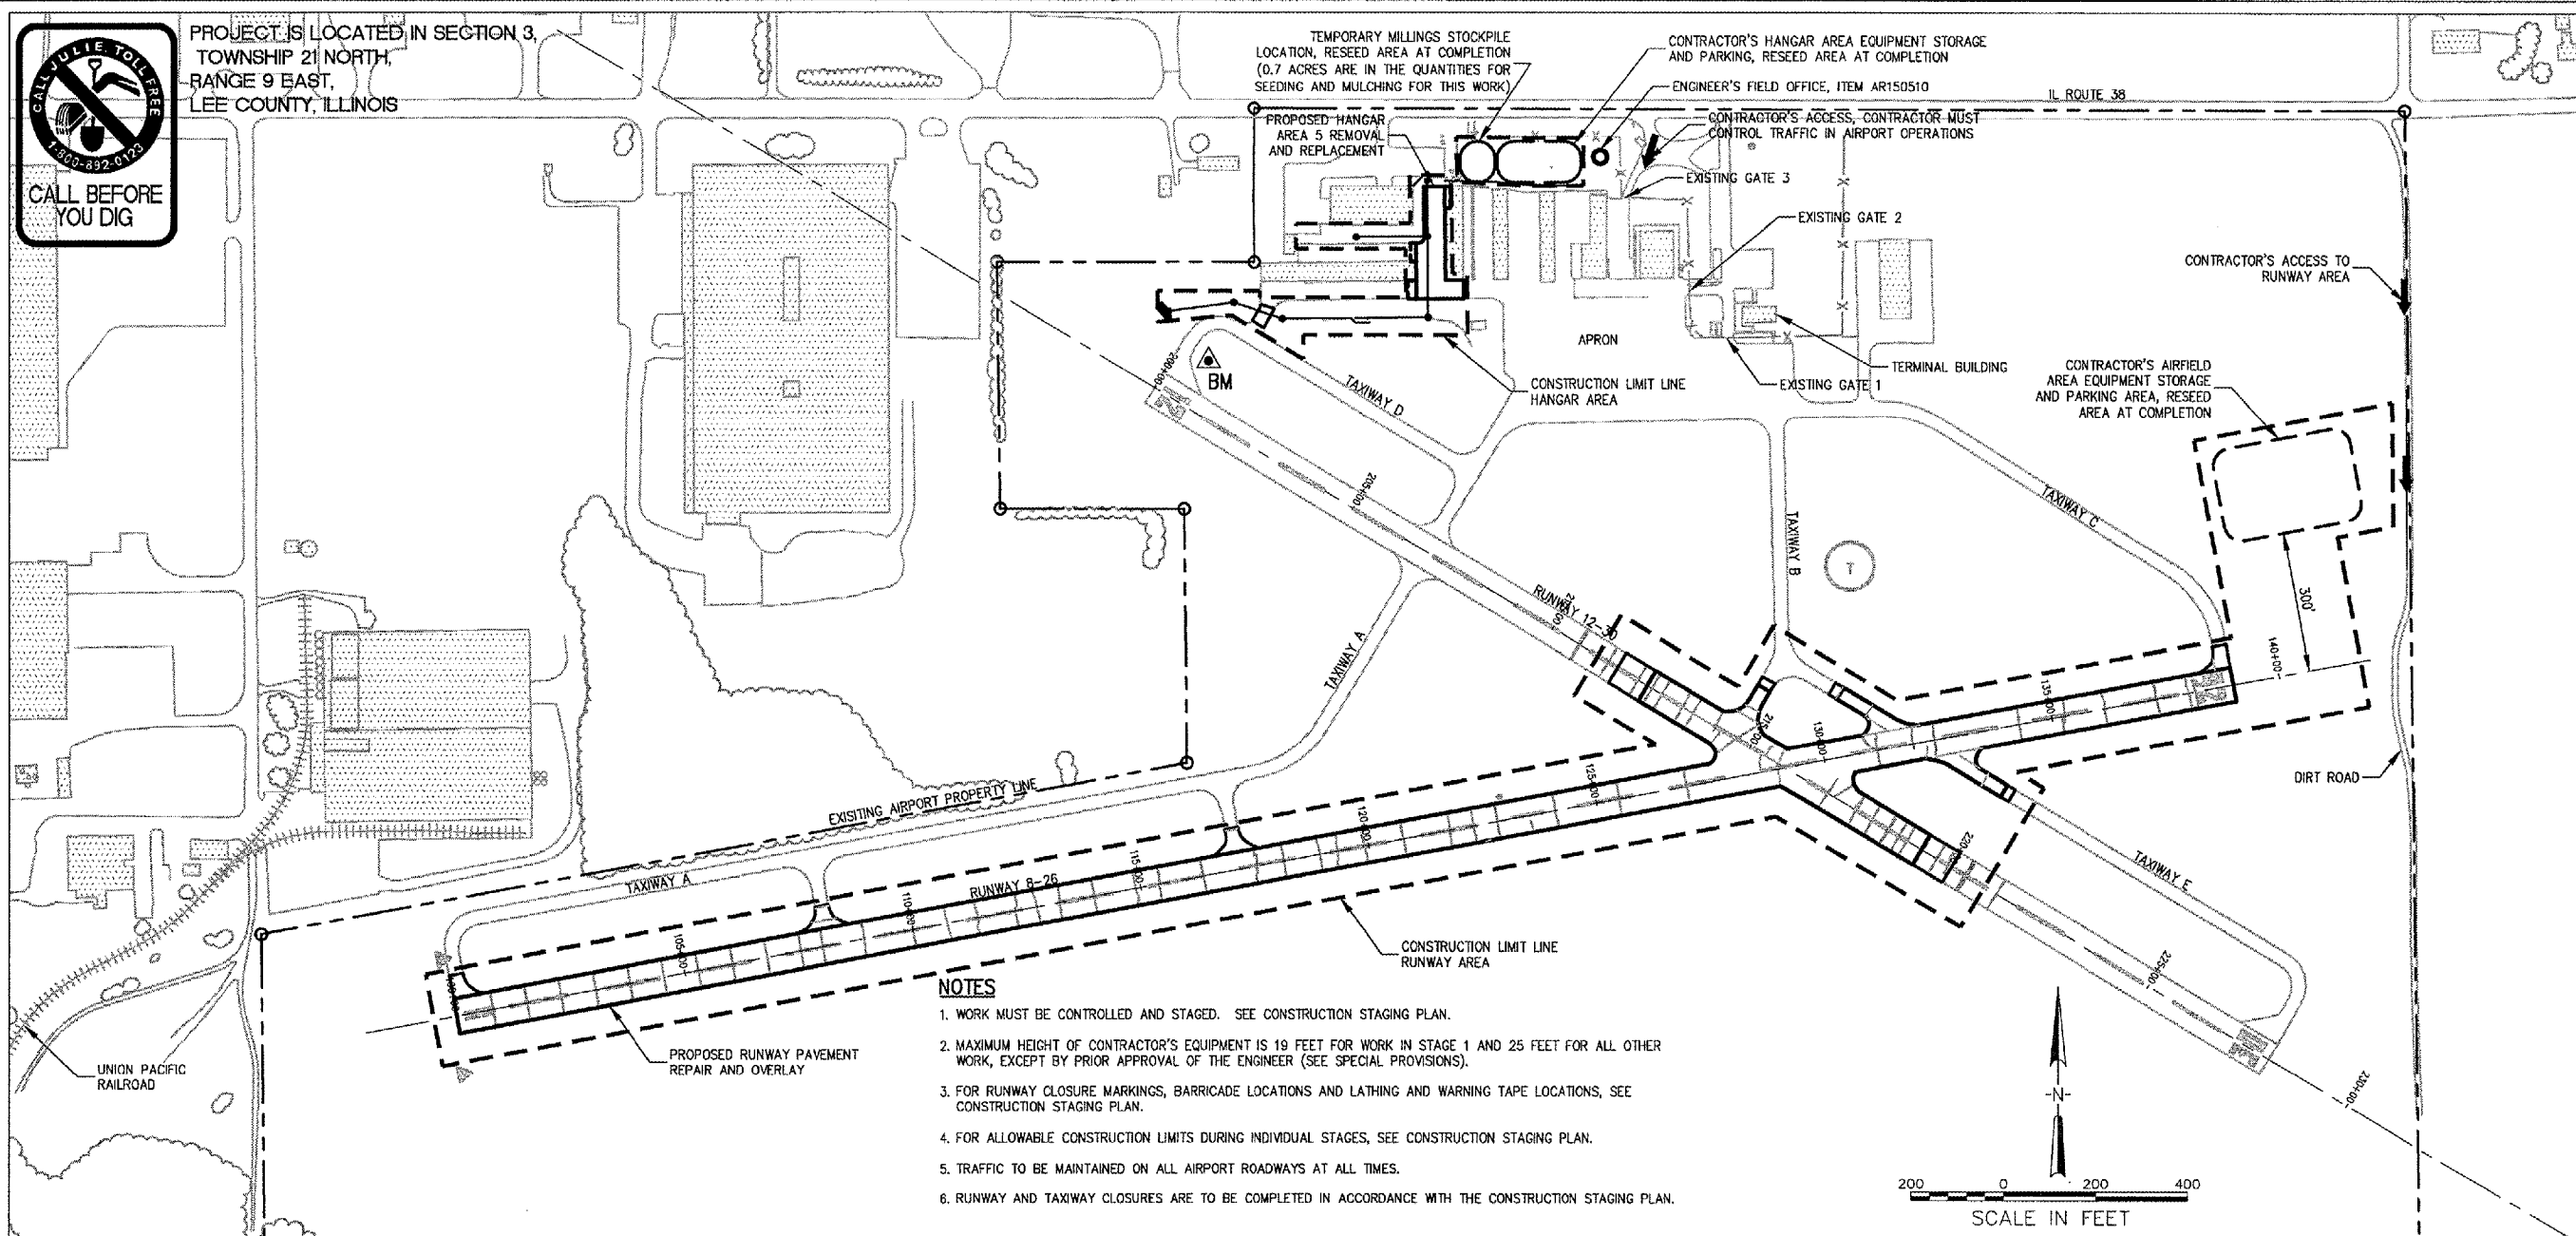 CALL JULIE TOLL FREE
1-800-892-0123
CALL BEFORE
YOU DIG
PROJECT IS LOCATED IN SECTION 3,
TOWNSHIP 21 NORTH,
RANGE 9 EAST,
LEE COUNTY, ILLINOIS
TEMPORARY MILLINGS STOCKPILE
LOCATION, RESEED AREA AT COMPLETION
(0.7 ACRES ARE IN THE QUANTITIES FOR
SEEDING AND MULCHING FOR THIS WORK)
CONTRACTOR'S HANGAR AREA EQUIPMENT STORAGE
AND PARKING, RESEED AREA AT COMPLETION
ENGINEER'S FIELD OFFICE, ITEM AR150510
IL ROUTE 38
PROPOSED HANGAR
AREA 5 REMOVAL
AND REPLACEMENT
CONTRACTOR'S ACCESS, CONTRACTOR MUST
CONTROL TRAFFIC IN AIRPORT OPERATIONS
EXISTING GATE 3
EXISTING GATE 2
CONTRACTOR'S ACCESS TO
RUNWAY AREA
APRON
TERMINAL BUILDING
EXISTING GATE 1
CONTRACTOR'S AIRFIELD
AREA EQUIPMENT STORAGE
AND PARKING AREA, RESEED
AREA AT COMPLETION
BM
200+00
12
TAXIWAY D
CONSTRUCTION LIMIT LINE
HANGAR AREA
205+00
TAXIWAY C
TAXIWAY B
T
300'
RUNWAY 12-30
TAXIWAY A
140+00
135+00
215+00
130+00
125+00
DIRT ROAD
EXISITING AIRPORT PROPERTY LINE
120+00
220+00
115+00
TAXIWAY E
TAXIWAY A
RUNWAY 8-26
110+00
105+00
225+00
CONSTRUCTION LIMIT LINE
RUNWAY AREA
PROPOSED RUNWAY PAVEMENT
REPAIR AND OVERLAY
UNION PACIFIC
RAILROAD
230+00
NOTES
1. WORK MUST BE CONTROLLED AND STAGED. SEE CONSTRUCTION STAGING PLAN.
2. MAXIMUM HEIGHT OF CONTRACTOR'S EQUIPMENT IS 19 FEET FOR WORK IN STAGE 1 AND 25 FEET FOR ALL OTHER
WORK, EXCEPT BY PRIOR APPROVAL OF THE ENGINEER (SEE SPECIAL PROVISIONS).
3. FOR RUNWAY CLOSURE MARKINGS, BARRICADE LOCATIONS AND LATHING AND WARNING TAPE LOCATIONS, SEE
CONSTRUCTION STAGING PLAN.
4. FOR ALLOWABLE CONSTRUCTION LIMITS DURING INDIVIDUAL STAGES, SEE CONSTRUCTION STAGING PLAN.
5. TRAFFIC TO BE MAINTAINED ON ALL AIRPORT ROADWAYS AT ALL TIMES.
6. RUNWAY AND TAXIWAY CLOSURES ARE TO BE COMPLETED IN ACCORDANCE WITH THE CONSTRUCTION STAGING PLAN.
-N-
200 0 200 400
SCALE IN FEET